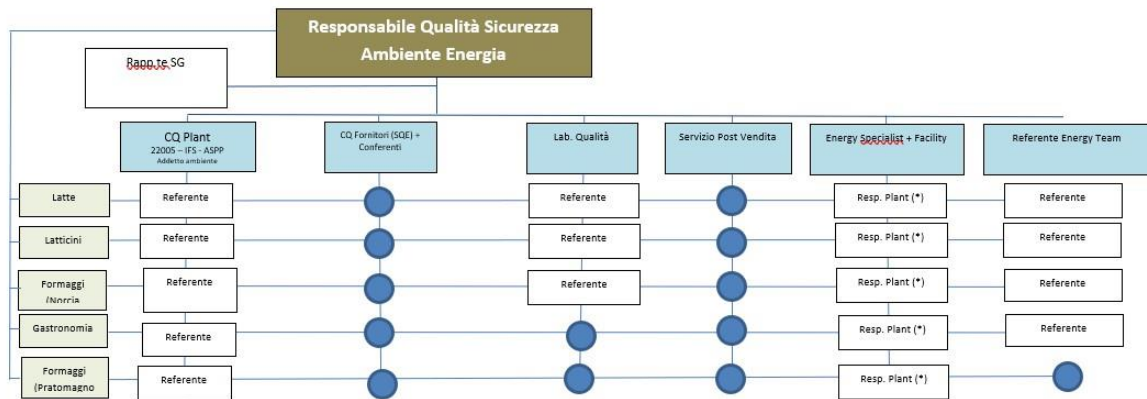 Responsabile Qualità Sicurezza
Ambiente Energia
Rapp.te SG
CQ Plant
22005 – IFS - ASPP
Addetto ambiente
CQ Fornitori (SQE) +
Conferenti
Lab. Qualità
Servizio Post Vendita
Energy Specialist + Facility
Referente Energy Team
Latte
Referente
Referente
Resp. Plant (*)
Referente
Latticini
Referente
Referente
Resp. Plant (*)
Referente
Formaggi
(Norcia
Referente
Referente
Resp. Plant (*)
Referente
Gastronomia
Referente
Resp. Plant (*)
Referente
Formaggi
(Pratomagno
Referente
Resp. Plant (*)